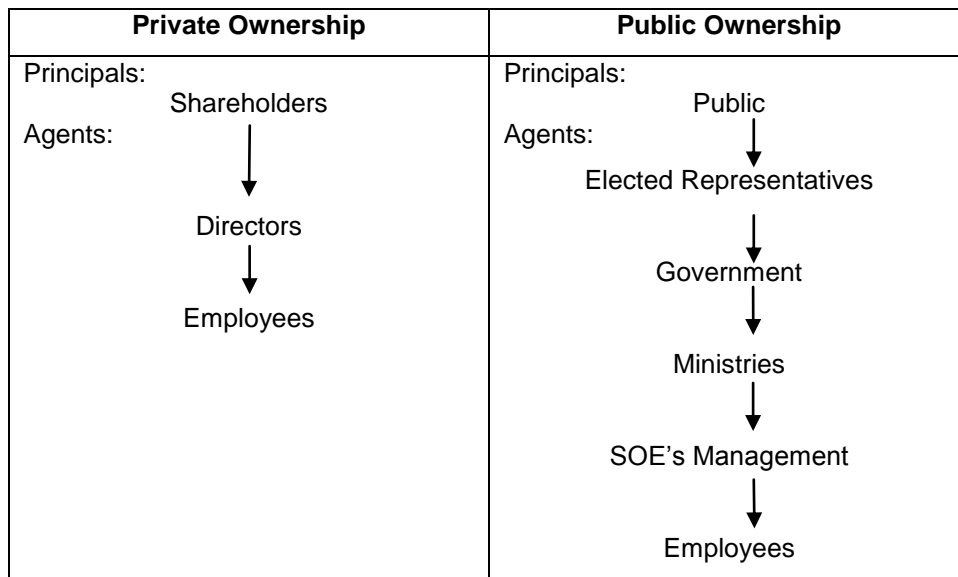 Private Ownership
Public Ownership
Principals:
Shareholders
Agents:
Directors
Employees
Principals:
Public
Agents:
Elected Representatives
Government
Ministries
SOE’s Management
Employees